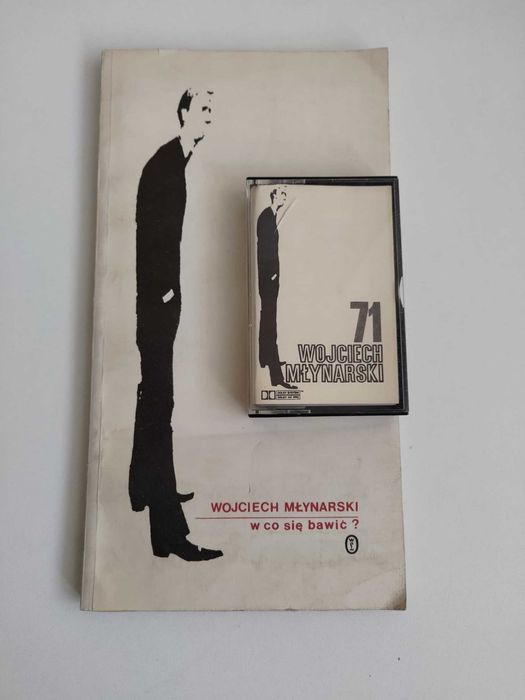 71
WOJCIECH
MŁYNARSKI
WOJCIECH MŁYNARSKI
w co się bawić ?